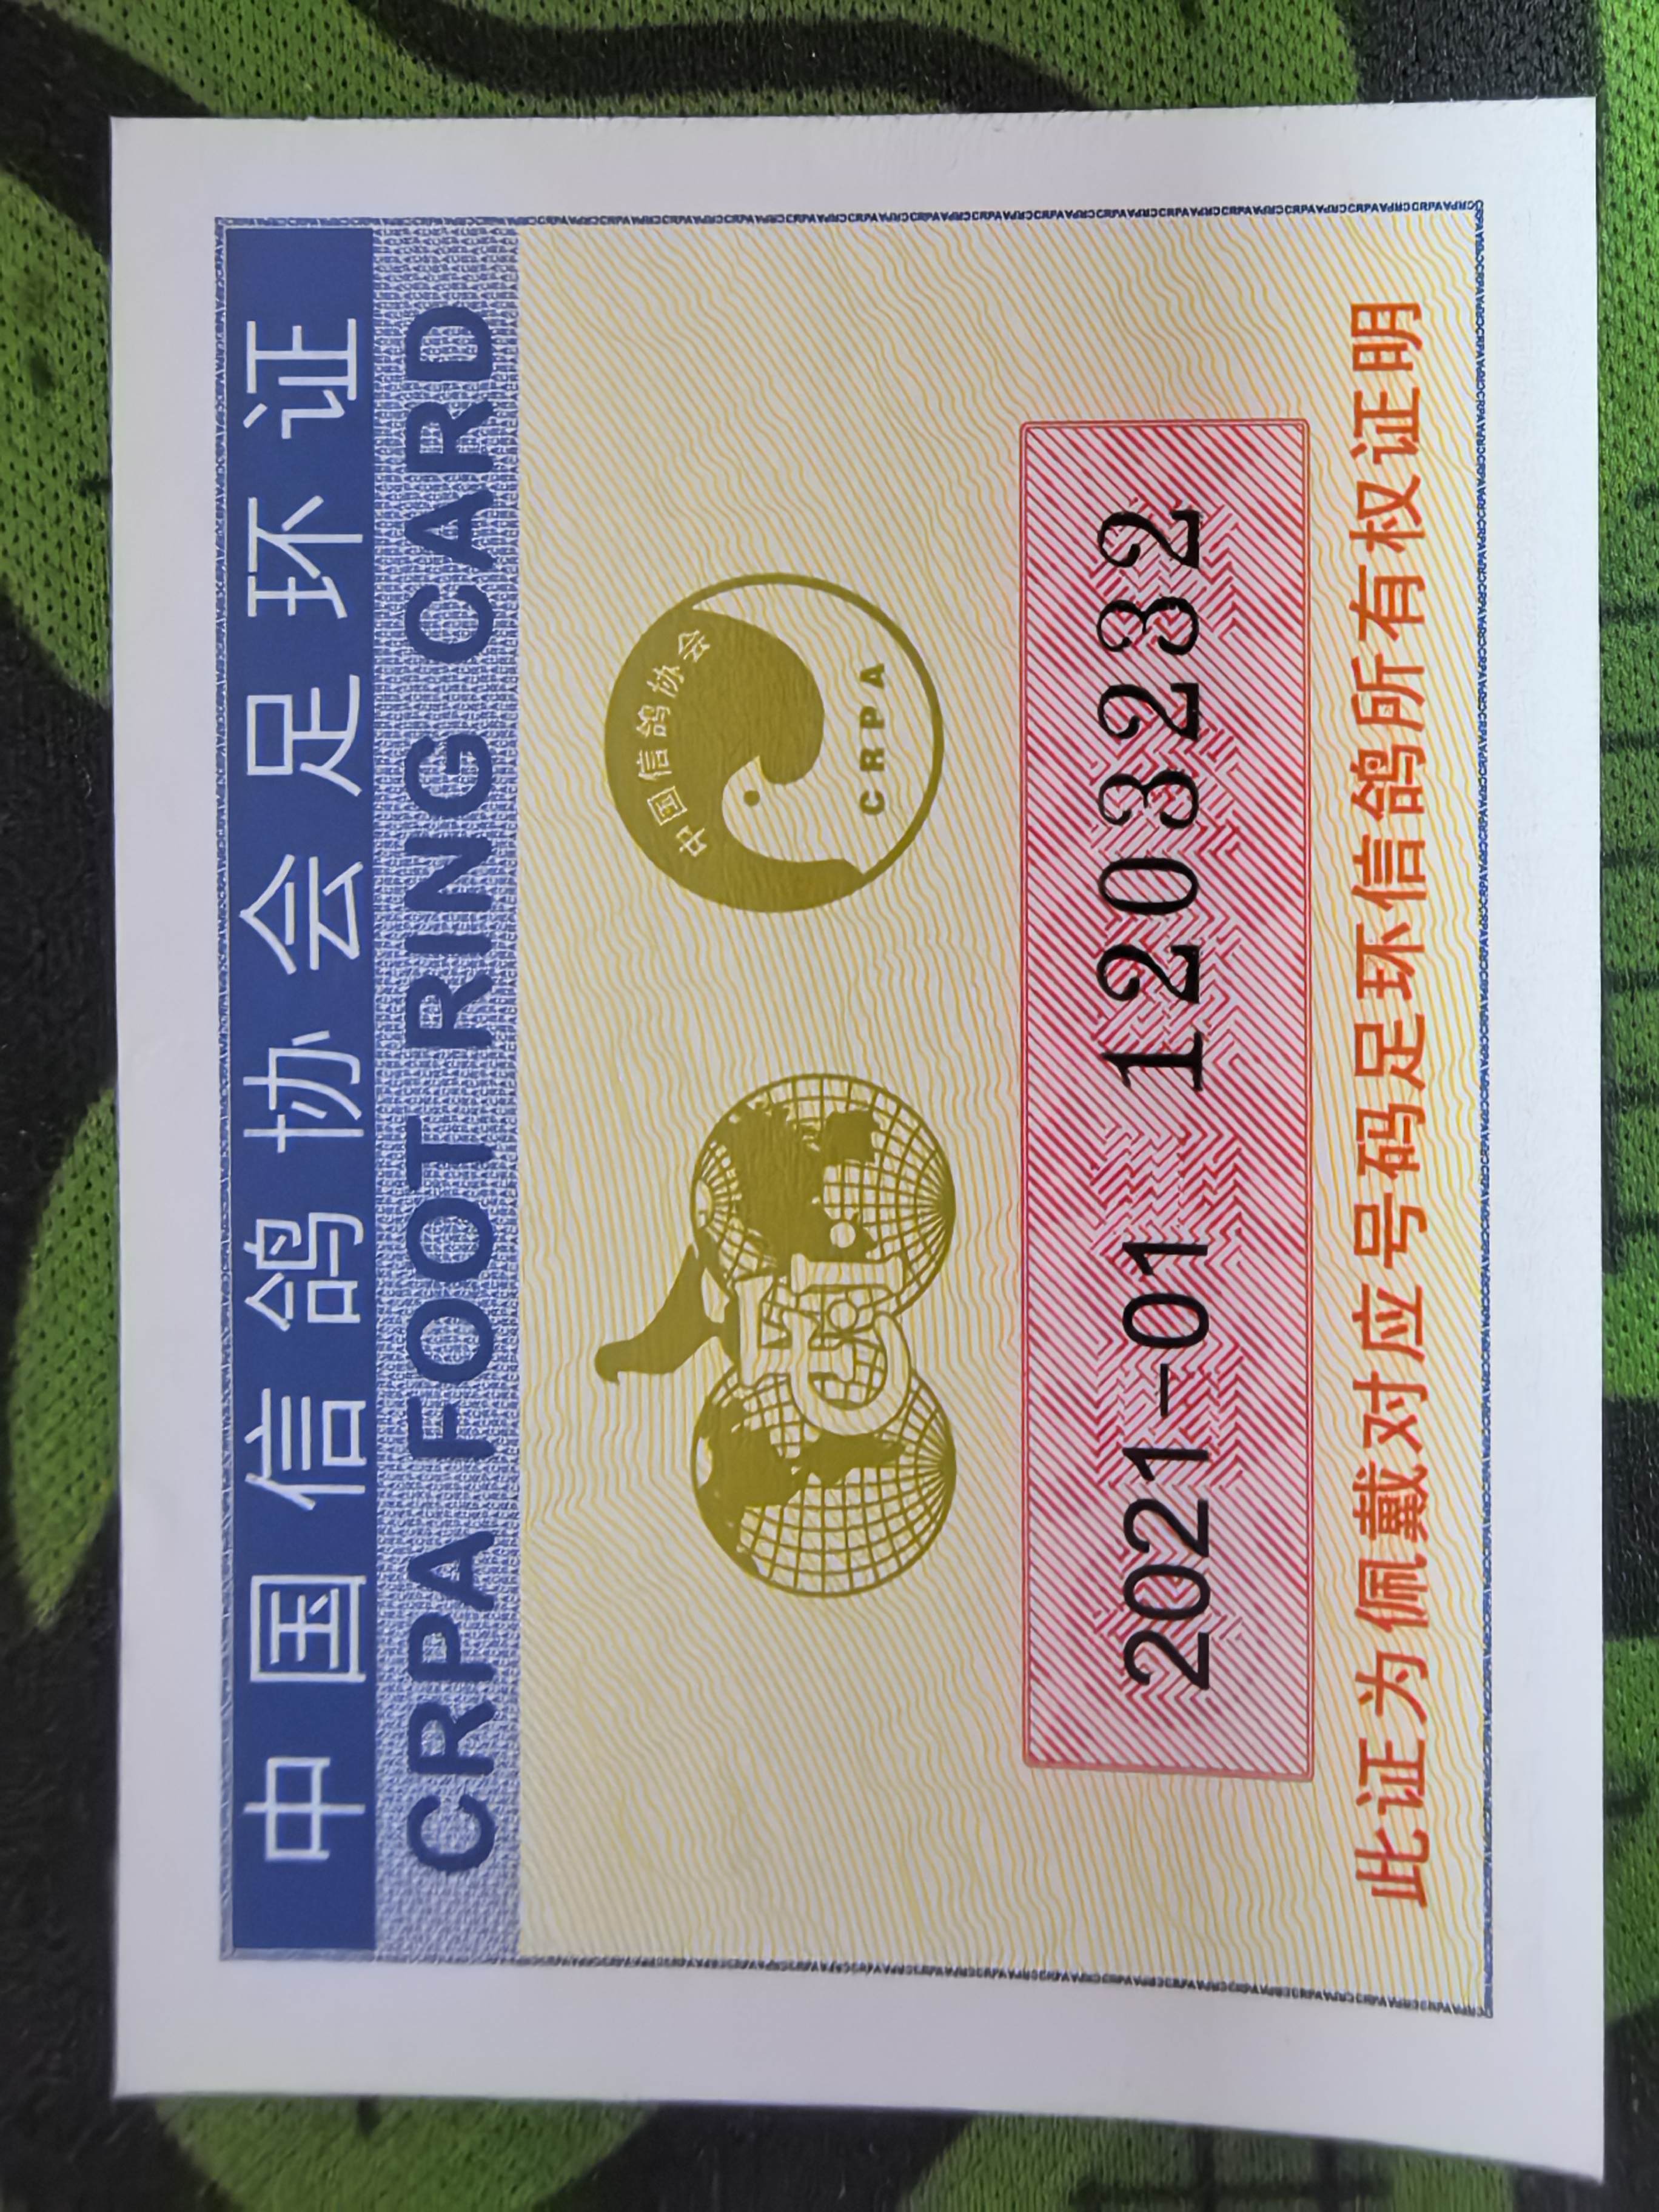 中国信鸽协会足环证
CRPA FOOT RING CARD
FCI
中国信鸽协会
CRPA
2021-01 1203232
此证为佩戴对应号码足环信鸽所有权证明